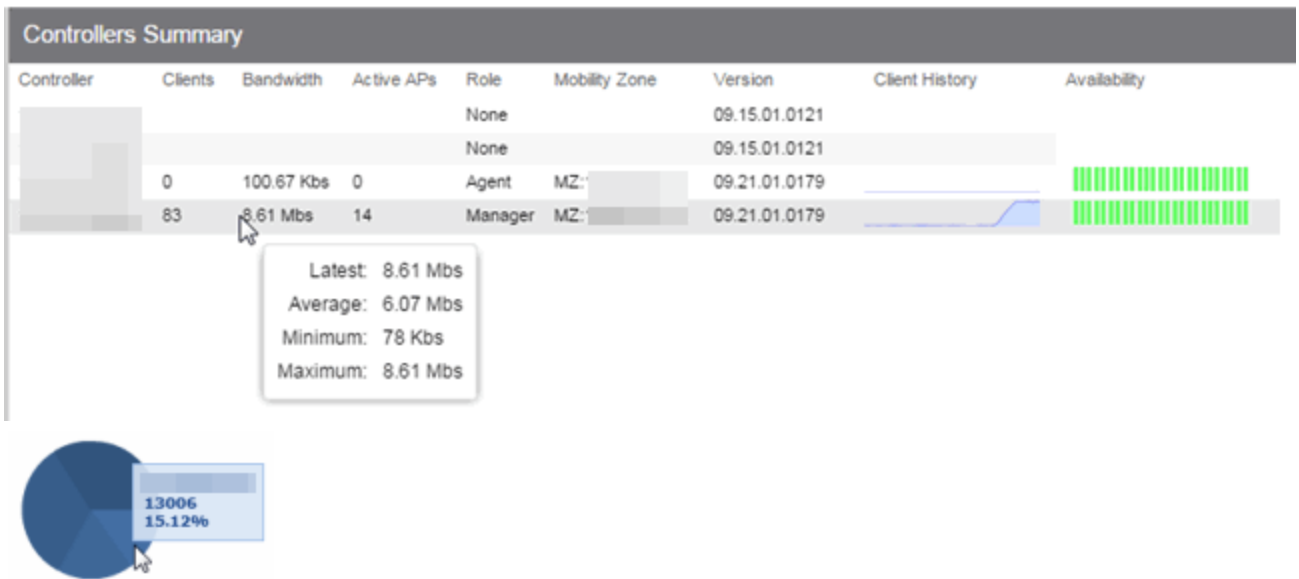 Controllers Summary
Controller Clients Bandwidth Active APs Role Mobility Zone Version Client History Availability
None 09.15.01.0121
None 09.15.01.0121
0 100.67 Kbs 0 Agent MZ: 09.21.01.0179
83 8.61 Mbs 14 Manager MZ: 09.21.01.0179
Latest: 8.61 Mbs
Average: 6.07 Mbs
Minimum: 78 Kbs
Maximum: 8.61 Mbs
13006
15.12%